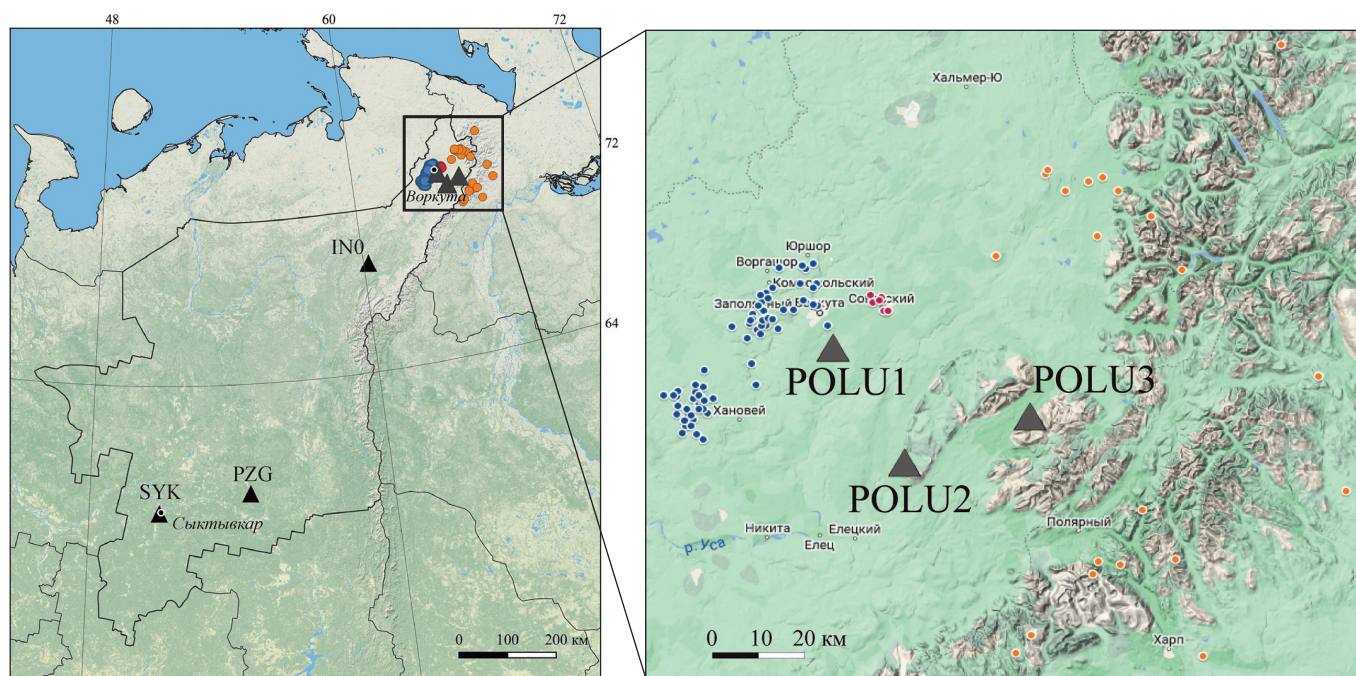 48
60
72
72
64
Воркута
IN0
PZG
SYK
Сыктывкар
0 100 200 км
Хальмер-Ю
Юршор
Воргашор
Комсомольский
Заполярный Воркута
Советский
POLU1
POLU3
Хановей
POLU2
Никита
Елецкий
Елец
р. Уса
Полярный
Харп
0 10 20 км